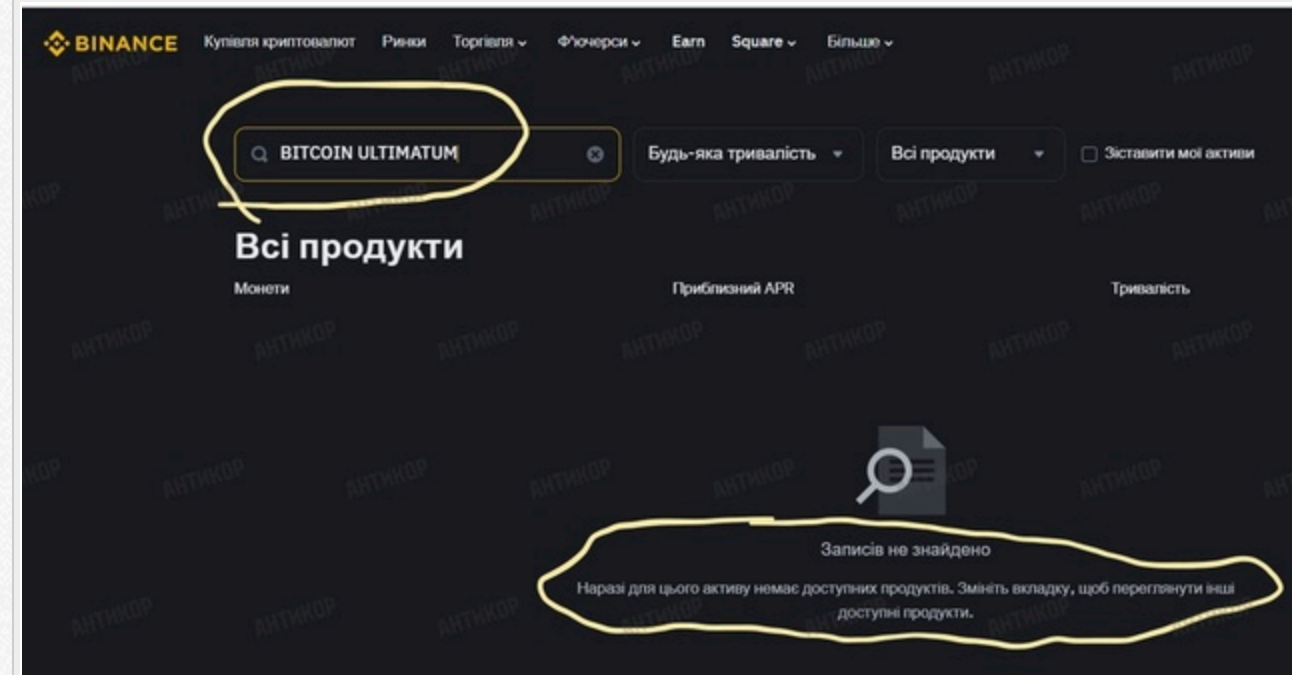 BINANCE Купівля криптовалют Ринки Торгівля Ф'ючерси Earn Square Більше
BITCOIN ULTIMATUM Будь-яка тривалість Всі продукти Зіставити мої активи
Всі продукти
Монети Приблизний APR Тривалість
Записів не знайдено
Наразі для цього активу немає доступних продуктів. Змініть вкладку, щоб переглянути інші
доступні продукти.
АНТИКОР